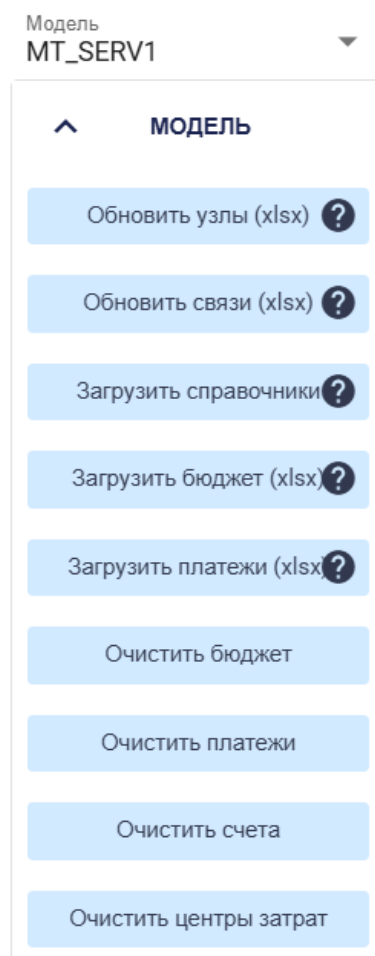 Модель
MT_SERV1
МОДЕЛЬ
Обновить узлы (xlsx) ?
Обновить связи (xlsx) ?
Загрузить справочники ?
Загрузить бюджет (xlsx) ?
Загрузить платежи (xlsx) ?
Очистить бюджет
Очистить платежи
Очистить счета
Очистить центры затрат